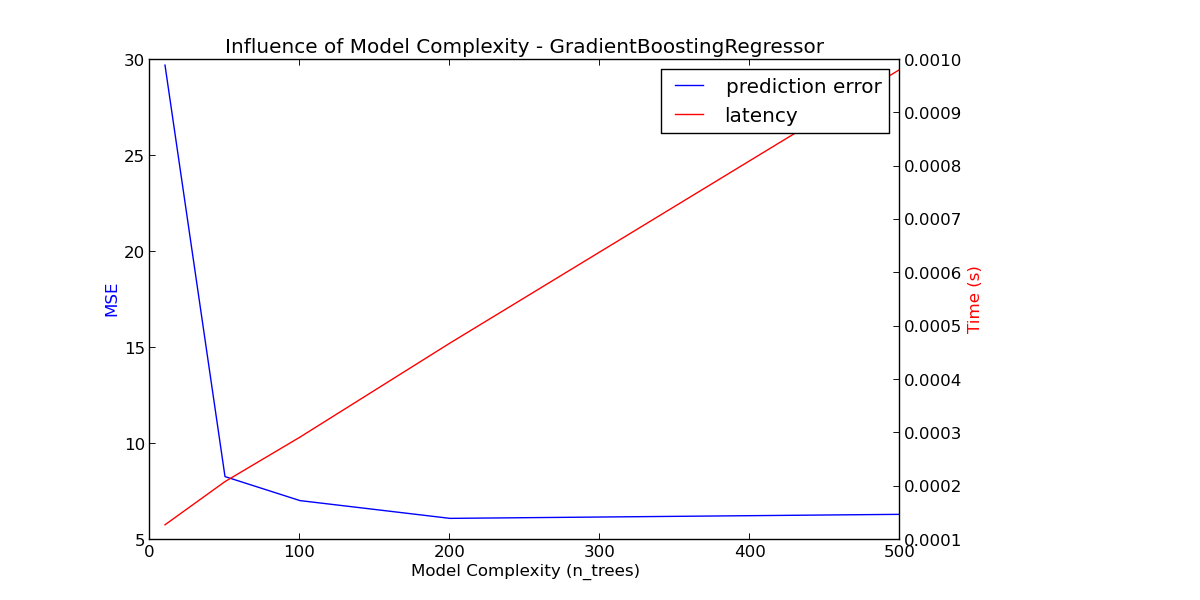 Influence of Model Complexity - GradientBoostingRegressor
prediction error
latency
30
25
20
15
10
5
MSE
0.0010
0.0009
0.0008
0.0007
0.0006
0.0005
0.0004
0.0003
0.0002
0.0001
Time (s)
0 100 200 300 400 500
Model Complexity (n_trees)